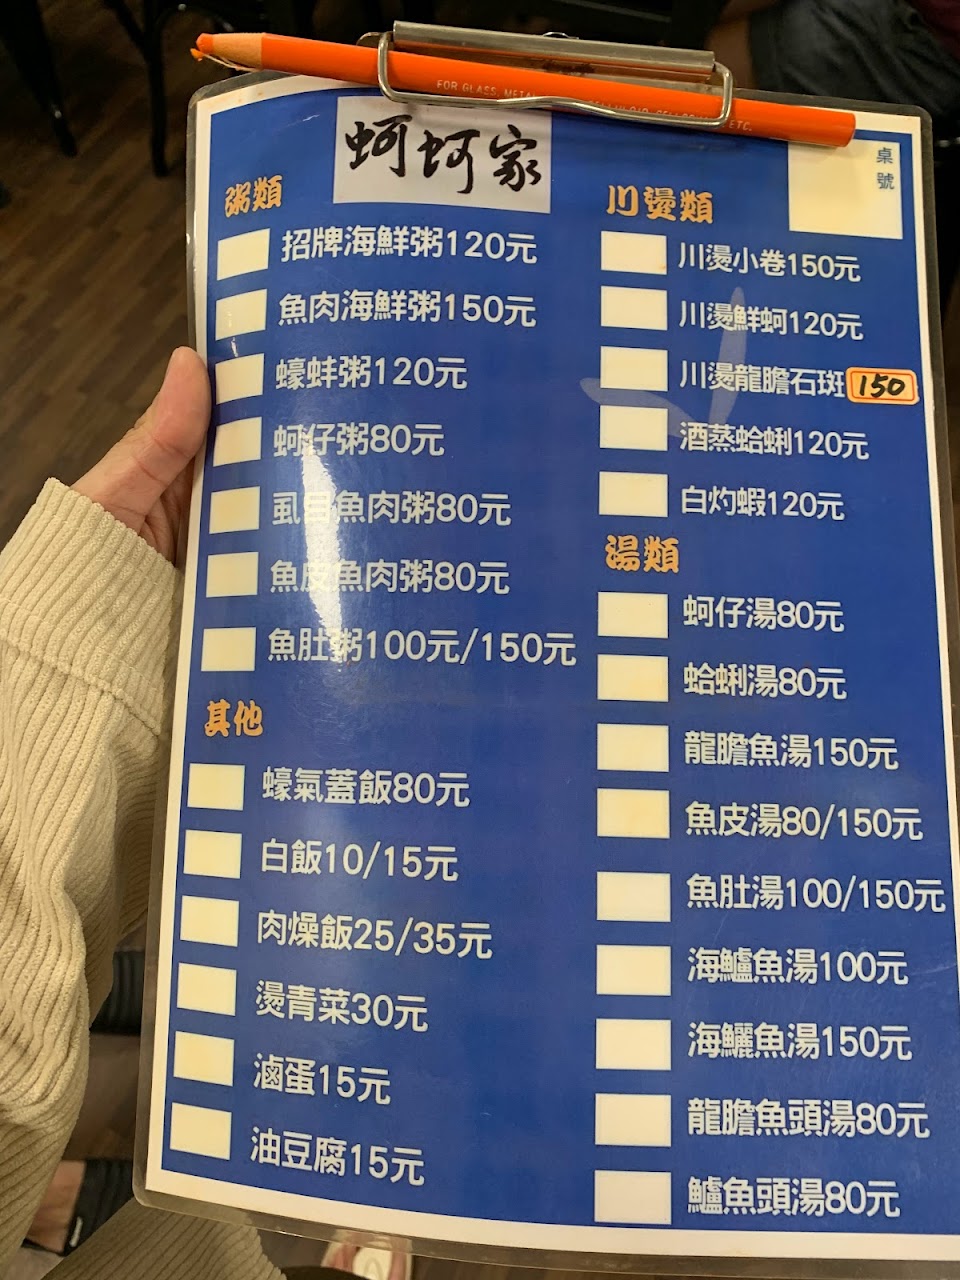 FOR GLASS, METAL
ETC.
蚵蚵家
桌號
粥類
招牌海鮮粥120元
魚肉海鮮粥150元
蠔蚌粥120元
蚵仔粥80元
虱目魚肉粥80元
魚皮魚肉粥80元
魚肚粥100元/150元
其他
蠔氣蓋飯80元
白飯10/15元
肉燥飯25/35元
燙青菜30元
滷蛋15元
油豆腐15元
川燙類
川燙小卷150元
川燙鮮蚵120元
川燙龍膽石斑150
酒蒸蛤蜊120元
白灼蝦120元
湯類
蚵仔湯80元
蛤蜊湯80元
龍膽魚湯150元
魚皮湯80/150元
魚肚湯100/150元
海鱸魚湯100元
海鱺魚湯150元
龍膽魚頭湯80元
鱸魚頭湯80元